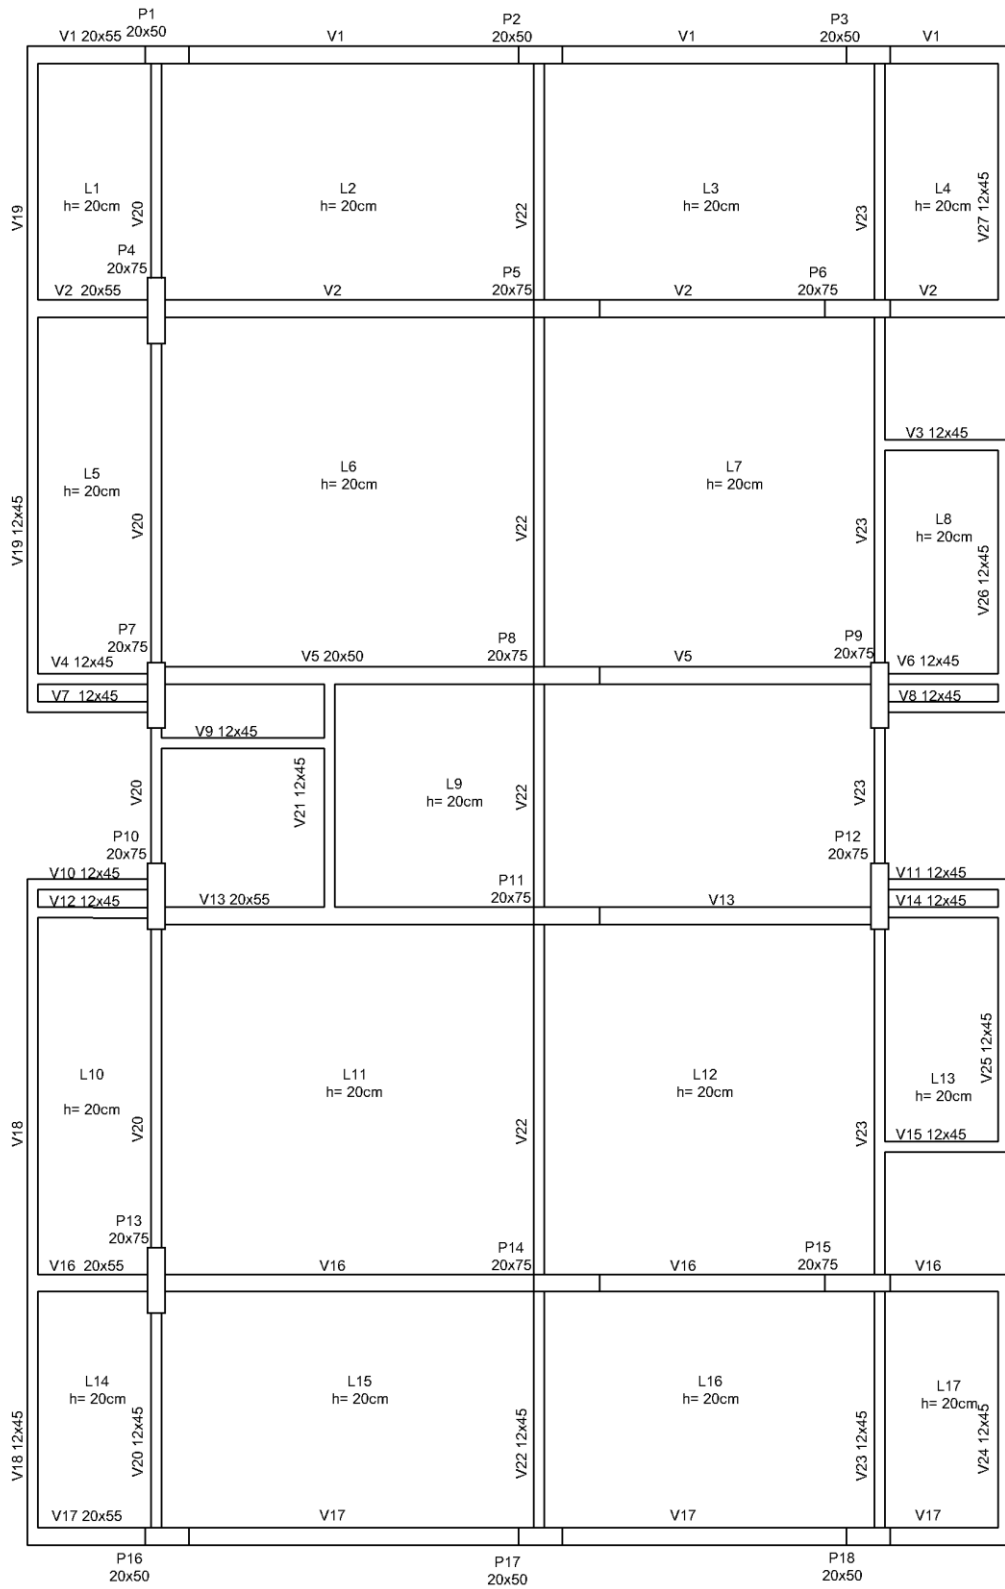 P1
20x50
V1 20x55
V1
P2
20x50
V1
P3
20x50
V1
V19
L1
h= 20cm
V20
L2
h= 20cm
V22
L3
h= 20cm
V23
L4
h= 20cm
V27 12x45
P4
20x75
P5
20x75
P6
20x75
V2 20x55
V2
V2
V2
V3 12x45
V19 12x45
L5
h= 20cm
V20
L6
h= 20cm
V22
L7
h= 20cm
V23
L8
h= 20cm
V26 12x45
P7
20x75
P8
20x75
P9
20x75
V4 12x45
V5 20x50
V5
V6 12x45
V7 12x45
V8 12x45
V9 12x45
V20
V21 12x45
L9
h= 20cm
V22
V23
P10
20x75
P12
20x75
V10 12x45
V11 12x45
P11
20x75
V12 12x45
V13 20x55
V13
V14 12x45
V18
L10
h= 20cm
V20
L11
h= 20cm
V22
L12
h= 20cm
V23
L13
h= 20cm
V25 12x45
V15 12x45
P13
20x75
P14
20x75
P15
20x75
V16 20x55
V16
V16
V16
V18 12x45
L14
h= 20cm
V20 12x45
L15
h= 20cm
V22 12x45
L16
h= 20cm
V23 12x45
L17
h= 20cm
V24 12x45
V17 20x55
V17
V17
V17
P16
20x50
P17
20x50
P18
20x50